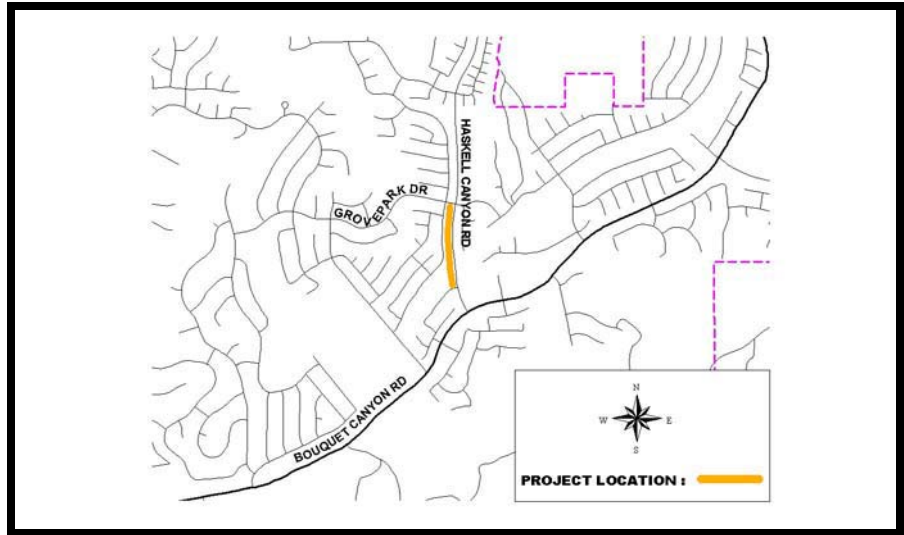 HASKELL CANYON RD
GROVEPARK DR
BOUQUET CANYON RD
N
W E
S
PROJECT LOCATION :